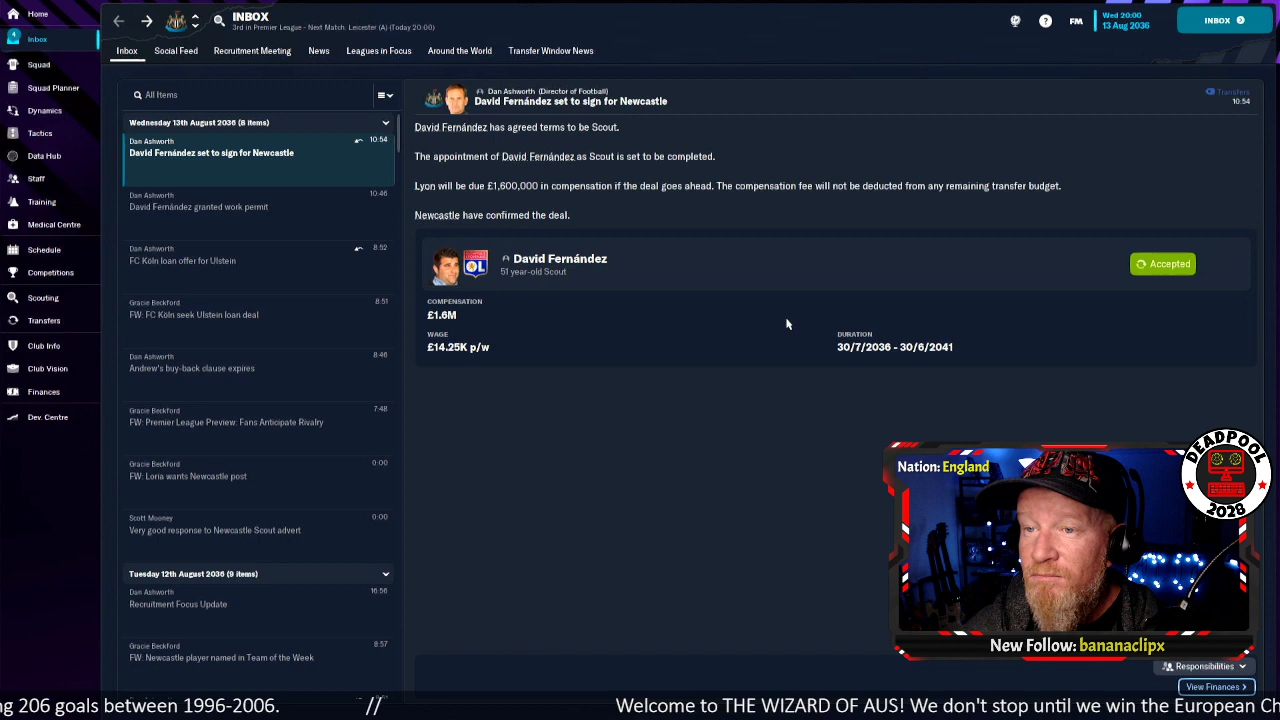 Home
4
Inbox
Squad
Squad Planner
Dynamics
Tactics
Data Hub
Staff
Training
Medical Centre
Schedule
Competitions
Scouting
Transfers
Club Info
Club Vision
Finances
Dev. Centre
INBOX
3rd in Premier League - Next Match: Leicester (A) (Today 20:00)
FM
Wed 20:00
13 Aug 2036
INBOX
Inbox
Social Feed
Recruitment Meeting
News
Leagues in Focus
Around the World
Transfer Window News
All Items
Wednesday 13th August 2036 (8 items)
Dan Ashworth
10:54
David Fernández set to sign for Newcastle
Dan Ashworth
10:46
David Fernández granted work permit
Dan Ashworth
8:52
FC Köln loan offer for Ulstein
Gracie Beckford
8:51
FW: FC Köln seek Ulstein loan deal
Dan Ashworth
8:46
Andrew's buy-back clause expires
Gracie Beckford
7:48
FW: Premier League Preview: Fans Anticipate Rivalry
Gracie Beckford
0:00
FW: Loria wants Newcastle post
Scott Mooney
0:00
Very good response to Newcastle Scout advert
Tuesday 12th August 2036 (9 items)
Dan Ashworth
16:56
Recruitment Focus Update
Gracie Beckford
8:57
FW: Newcastle player named in Team of the Week
Dan Ashworth (Director of Football)
David Fernández set to sign for Newcastle
Transfers
10:54
David Fernández has agreed terms to be Scout.
The appointment of David Fernández as Scout is set to be completed.
Lyon will be due £1,600,000 in compensation if the deal goes ahead. The compensation fee will not be deducted from any remaining transfer budget.
Newcastle have confirmed the deal.
OL
David Fernández
51 year-old Scout
Accepted
COMPENSATION
£1.6M
WAGE
£14.25K p/w
DURATION
30/7/2036 - 30/6/2041
Nation: England
DEADPOOL
2028
New Follow: bananaclipx
Responsibilities
View Finances
ng 206 goals between 1996-2006. // Welcome to THE WIZARD OF AUS! We don't stop until we win the European Ch